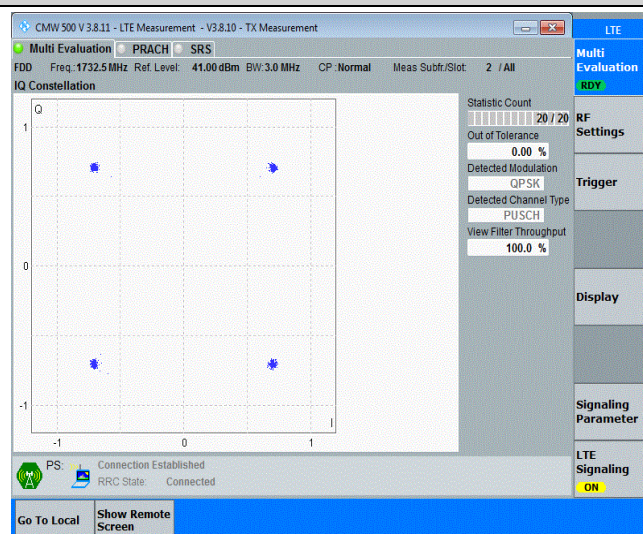 CMW 500 V 3.8.11 - LTE Measurement - V3.8.10 - TX Measurement
LTE
Multi Evaluation PRACH SRS
Multi
Evaluation
RDY
FDD Freq.:1732.5 MHz Ref. Level: 41.00 dBm BW:3.0 MHz CP :Normal Meas Subfr./Slot: 2 / All
IQ Constellation
Q
1
0
-1
-1
0
1
I
Statistic Count
20 / 20
Out of Tolerance
0.00 %
Detected Modulation
QPSK
Detected Channel Type
PUSCH
View Filter Throughput
100.0 %
RF
Settings
Trigger
Display
Signaling
Parameter
LTE
Signaling
ON
PS: Connection Established
RRC State: Connected
Go To Local
Show Remote
Screen